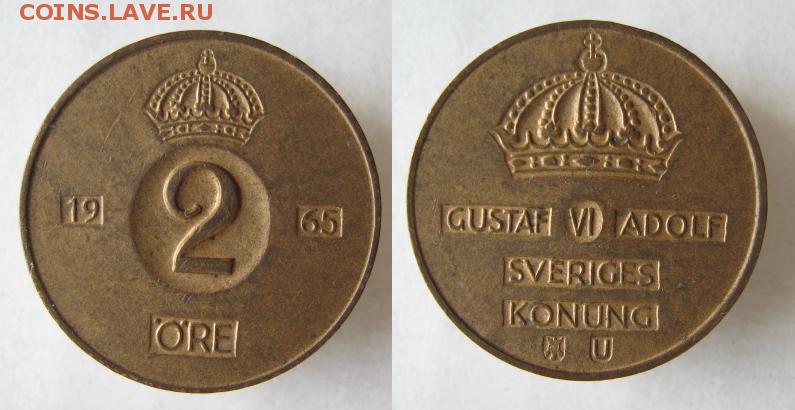 COINS.LAVE.RU
19 2 65
ÖRE
GUSTAF VI ADOLF
SVERIGES
KONUNG
U